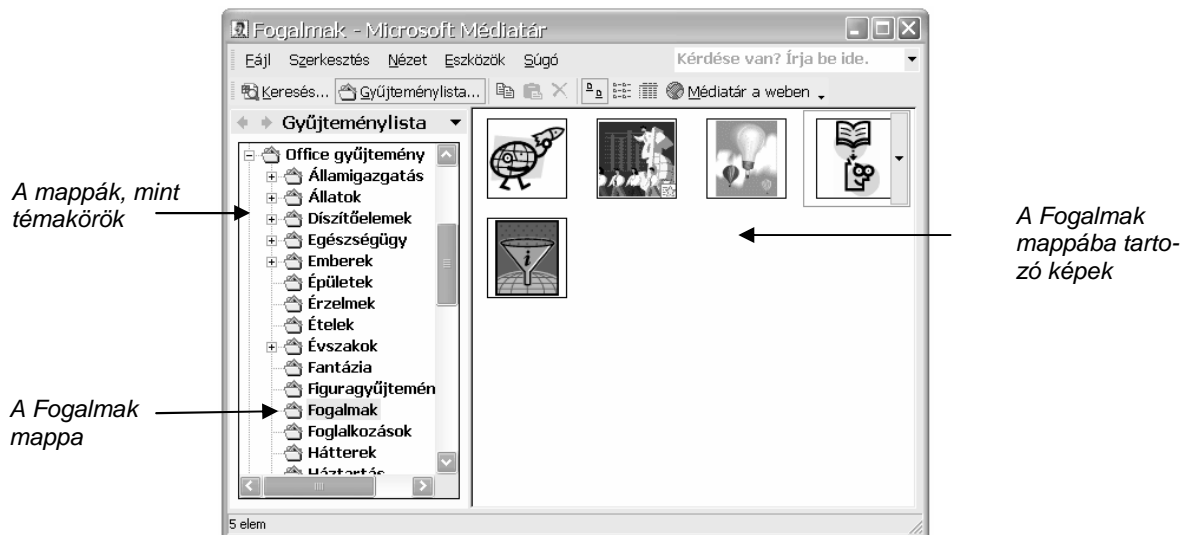 Fogalmak - Microsoft Médiatár
Fájl Szerkesztés Nézet Eszközök Súgó Kérdése van? Írja be ide.
Keresés... Gyűjteménylista... Médiatár a weben
Gyűjteménylista
Office gyűjtemény
Államigazgatás
Állatok
Díszítőelemek
Egészségügy
Emberek
Épületek
Érzelmek
Ételek
Évszakok
Fantázia
Figuragyűjtemén
Fogalmak
Foglalkozások
Hátterek
Háztartás
5 elem
A mappák, mint
témakörök
A Fogalmak
mappa
A Fogalmak
mappába tarto-
zó képek
i